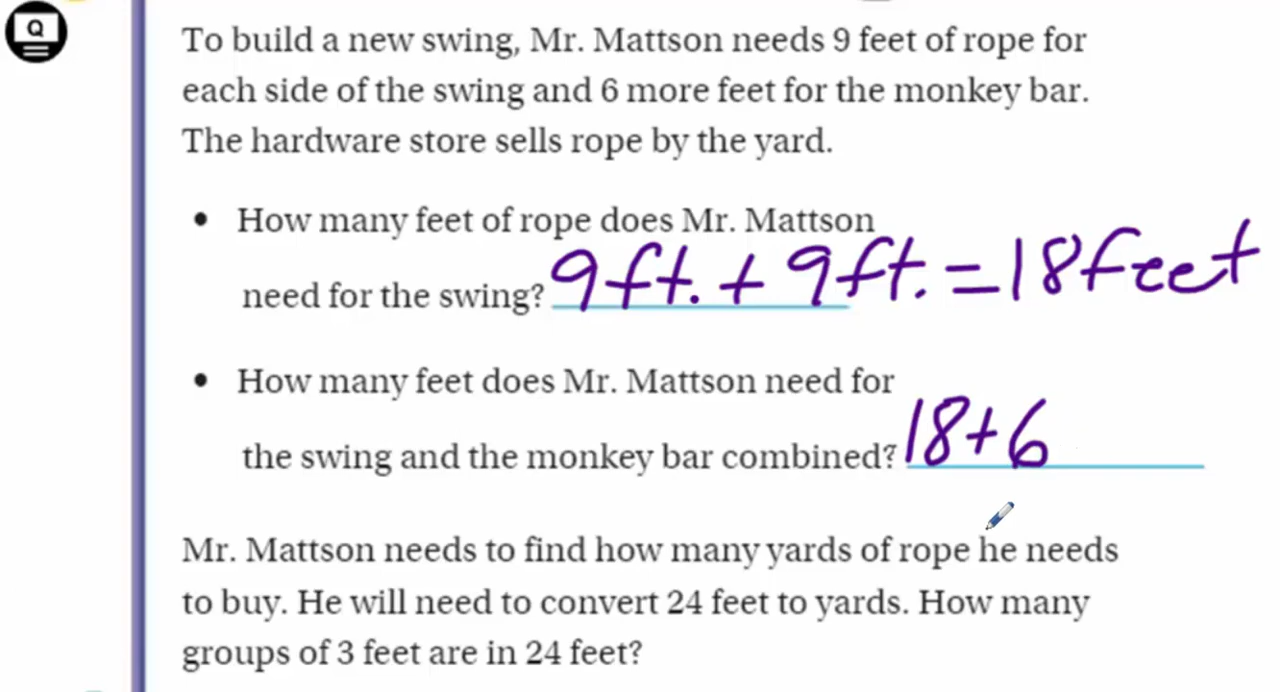 Q
To build a new swing, Mr. Mattson needs 9 feet of rope for
each side of the swing and 6 more feet for the monkey bar.
The hardware store sells rope by the yard.
• How many feet of rope does Mr. Mattson
need for the swing? 9ft. + 9ft. = 18feet
• How many feet does Mr. Mattson need for
the swing and the monkey bar combined? 18+6
Mr. Mattson needs to find how many yards of rope he needs
to buy. He will need to convert 24 feet to yards. How many
groups of 3 feet are in 24 feet?